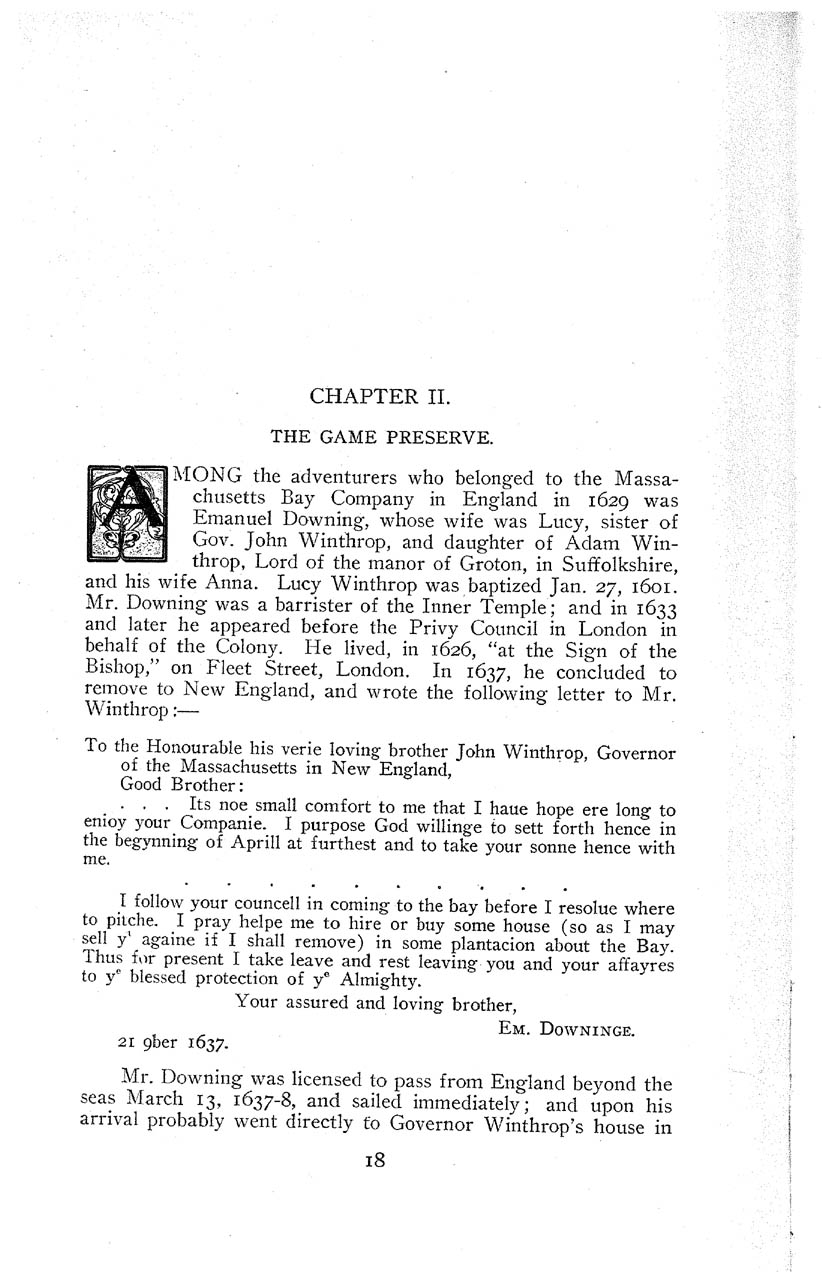 CHAPTER II.
THE GAME PRESERVE.
AMONG the adventurers who belonged to the Massa-
chusetts Bay Company in England in 1629 was
Emanuel Downing, whose wife was Lucy, sister of
Gov. John Winthrop, and daughter of Adam Win-
throp, Lord of the manor of Groton, in Suffolkshire,
and his wife Anna. Lucy Winthrop was baptized Jan. 27, 1601.
Mr. Downing was a barrister of the Inner Temple; and in 1633
and later he appeared before the Privy Council in London in
behalf of the Colony. He lived, in 1626, “at the Sign of the
Bishop,” on Fleet Street, London. In 1637, he concluded to
remove to New England, and wrote the following letter to Mr.
Winthrop:—
To the Honourable his verie loving brother John Winthrop, Governor
of the Massachusetts in New England,
Good Brother:
. . . Its noe small comfort to me that I haue hope ere long to
enioy your Companie. I purpose God willinge to sett forth hence in
the begynning of Aprill at furthest and to take your sonne hence with
me.
. . . . . . . . . .
I follow your councell in coming to the bay before I resolue where
to pitche. I pray helpe me to hire or buy some house (so as I may
sell yᵗ againe if I shall remove) in some plantacion about the Bay.
Thus for present I take leave and rest leaving you and your affayres
to yᵉ blessed protection of yᵉ Almighty.
Your assured and loving brother,
EM. DOWNINGE.
21 9ber 1637.
Mr. Downing was licensed to pass from England beyond the
seas March 13, 1637-8, and sailed immediately; and upon his
arrival probably went directly to Governor Winthrop's house in
18